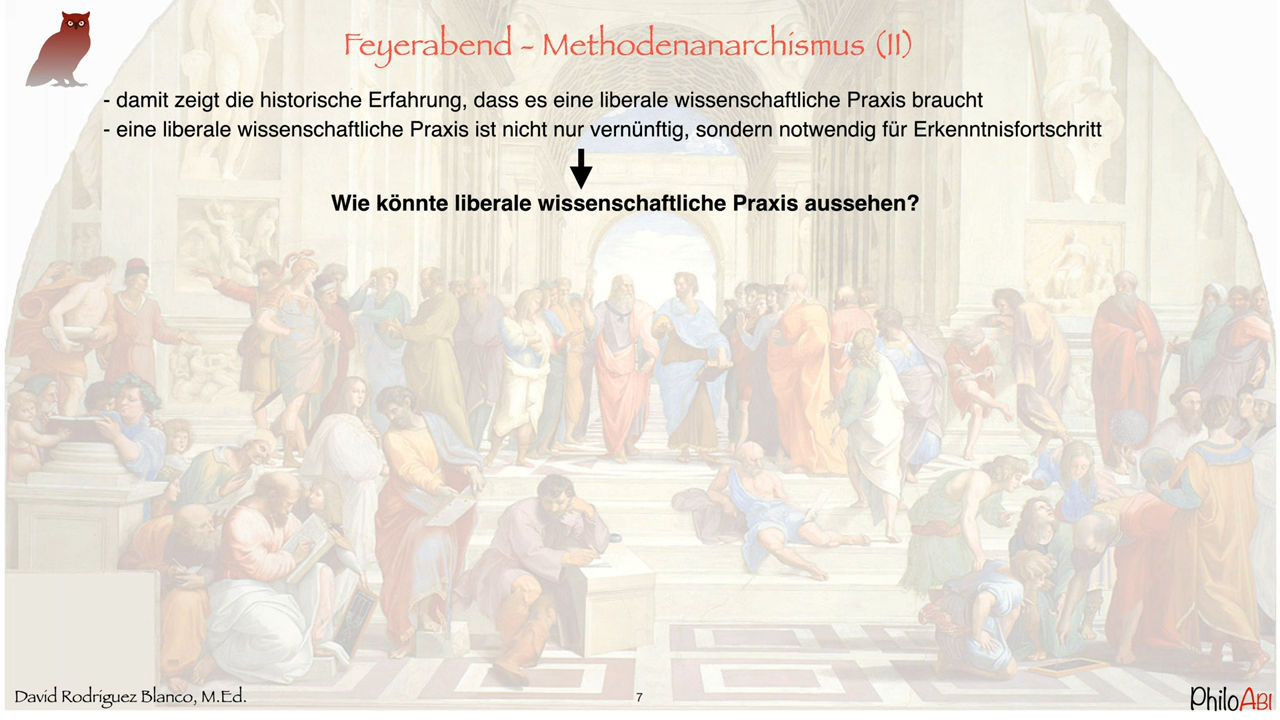 Feyerabend - Methodenanarchismus (II)
- damit zeigt die historische Erfahrung, dass es eine liberale wissenschaftliche Praxis braucht
- eine liberale wissenschaftliche Praxis ist nicht nur vernünftig, sondern notwendig für Erkenntnisfortschritt
Wie könnte liberale wissenschaftliche Praxis aussehen?
David Rodríguez Blanco, M.Ed.
7
PhiloABI